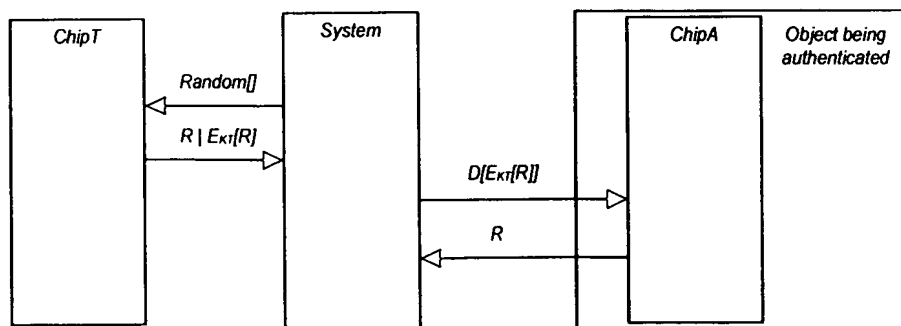 ChipT
System
ChipA
Object being
authenticated
Random[]
R | EKT[R]
D[EKT[R]]
R